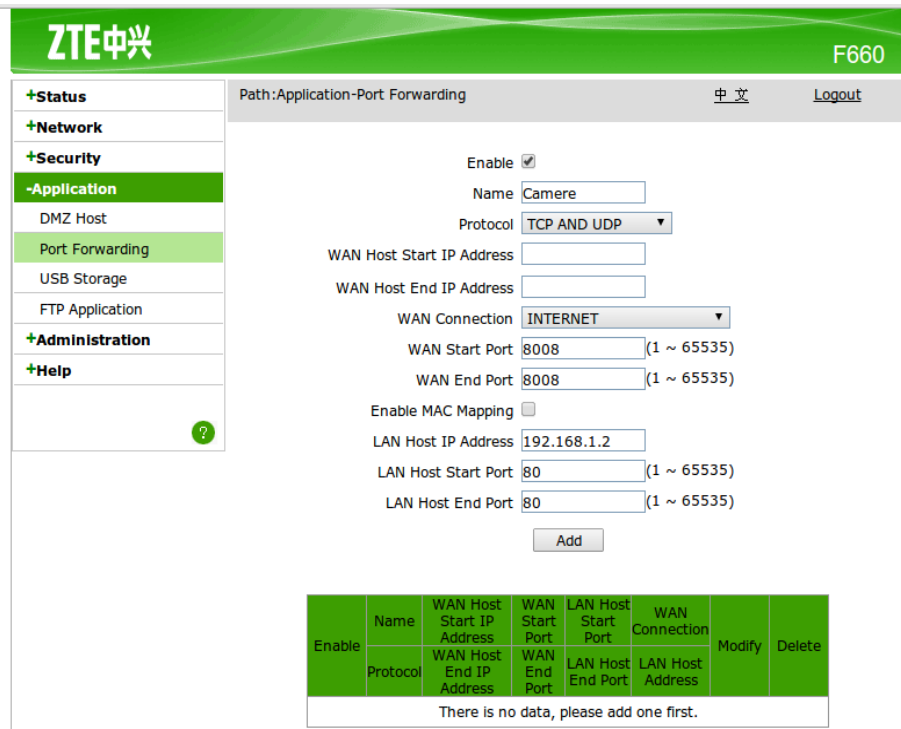 ZTE中兴
F660
+Status
+Network
+Security
-Application
DMZ Host
Port Forwarding
USB Storage
FTP Application
+Administration
+Help
?
Path:Application-Port Forwarding
中 文
Logout
Enable
Name Camere
Protocol TCP AND UDP
WAN Host Start IP Address
WAN Host End IP Address
WAN Connection INTERNET
WAN Start Port 8008 (1 ~ 65535)
WAN End Port 8008 (1 ~ 65535)
Enable MAC Mapping
LAN Host IP Address 192.168.1.2
LAN Host Start Port 80 (1 ~ 65535)
LAN Host End Port 80 (1 ~ 65535)
Add
Enable
Name
WAN Host
Start IP
Address
WAN
Start
Port
LAN Host
Start
Port
WAN
Connection
Modify
Delete
Protocol
WAN Host
End IP
Address
WAN
End
Port
LAN Host
End Port
LAN Host
Address
There is no data, please add one first.